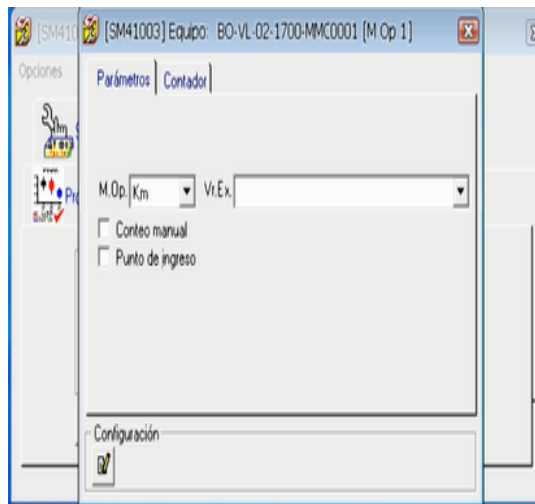 [SM410
[SM41003] Equipo: BO-VL-02-1700-MMC0001 [M Op 1]
Opciones
Parámetros
Contador
M.Op.
Km
Vr.Ex.
Conteo manual
Punto de ingreso
Configuración